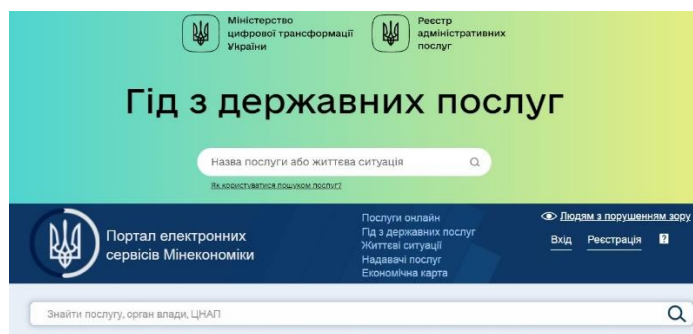 Міністерство
цифрової трансформації
України
Реєстр
адміністративних
послуг
Гід з державних послуг
Назва послуги або життєва ситуація
Як користуватися пошуком послуг?
Портал електронних
сервісів Мінекономіки
Послуги онлайн
Гід з державних послуг
Життєві ситуації
Надавачі послуг
Економічна карта
Людям з порушенням зору
Вхід Реєстрація ?
Знайти послугу, орган влади, ЦНАП